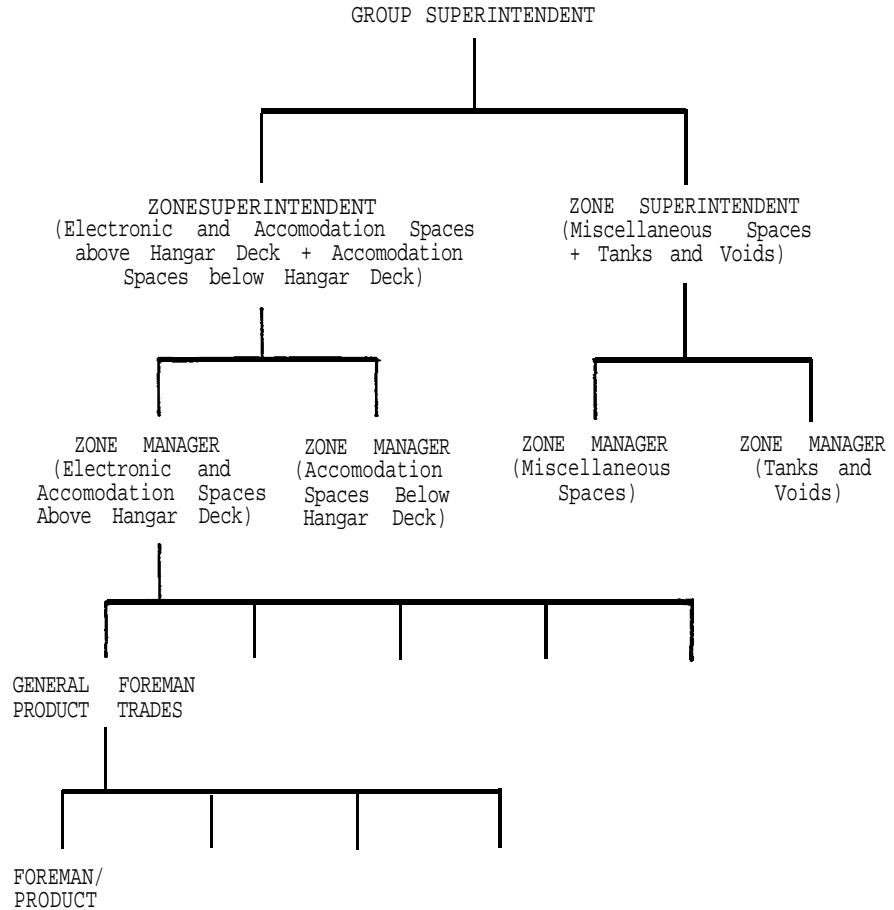 GROUP SUPERINTENDENT
ZONESUPERINTENDENT
(Electronic and Accomodation Spaces
above Hangar Deck + Accomodation
Spaces below Hangar Deck)
ZONE SUPERINTENDENT
(Miscellaneous Spaces
+ Tanks and Voids)
ZONE MANAGER
(Electronic and
Accomodation Spaces
Above Hangar Deck)
ZONE MANAGER
(Accomodation
Spaces Below
Hangar Deck)
ZONE MANAGER
(Miscellaneous
Spaces)
ZONE MANAGER
(Tanks and
Voids)
GENERAL FOREMAN
PRODUCT TRADES
FOREMAN/
PRODUCT